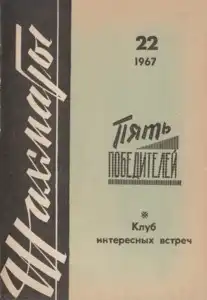 Шахматы
22
1967
Пять
ПОБЕДИТЕЛЕЙ
Клуб
интересных встреч